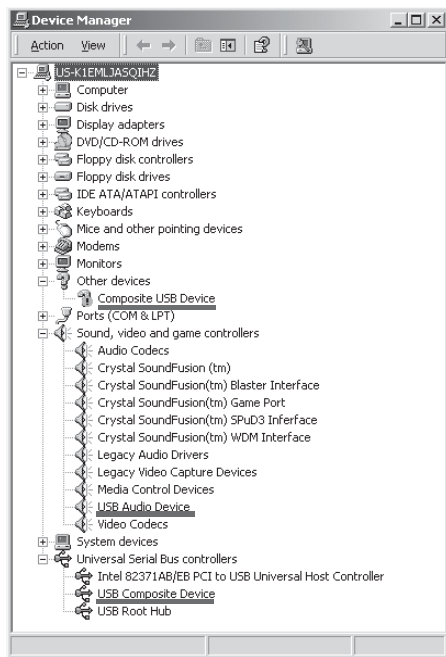 Device Manager
Action View
US-K1EMLJASQIHZ
Computer
Disk drives
Display adapters
DVD/CD-ROM drives
Floppy disk controllers
Floppy disk drives
IDE ATA/ATAPI controllers
Keyboards
Mice and other pointing devices
Modems
Monitors
Other devices
Composite USB Device
Ports (COM & LPT)
Sound, video and game controllers
Audio Codecs
Crystal SoundFusion (tm)
Crystal SoundFusion(tm) Blaster Interface
Crystal SoundFusion(tm) Game Port
Crystal SoundFusion(tm) SPuD3 Inferface
Crystal SoundFusion(tm) WDM Interface
Legacy Audio Drivers
Legacy Video Capture Devices
Media Control Devices
USB Audio Device
Video Codecs
System devices
Universal Serial Bus controllers
Intel 82371AB/EB PCI to USB Universal Host Controller
USB Composite Device
USB Root Hub